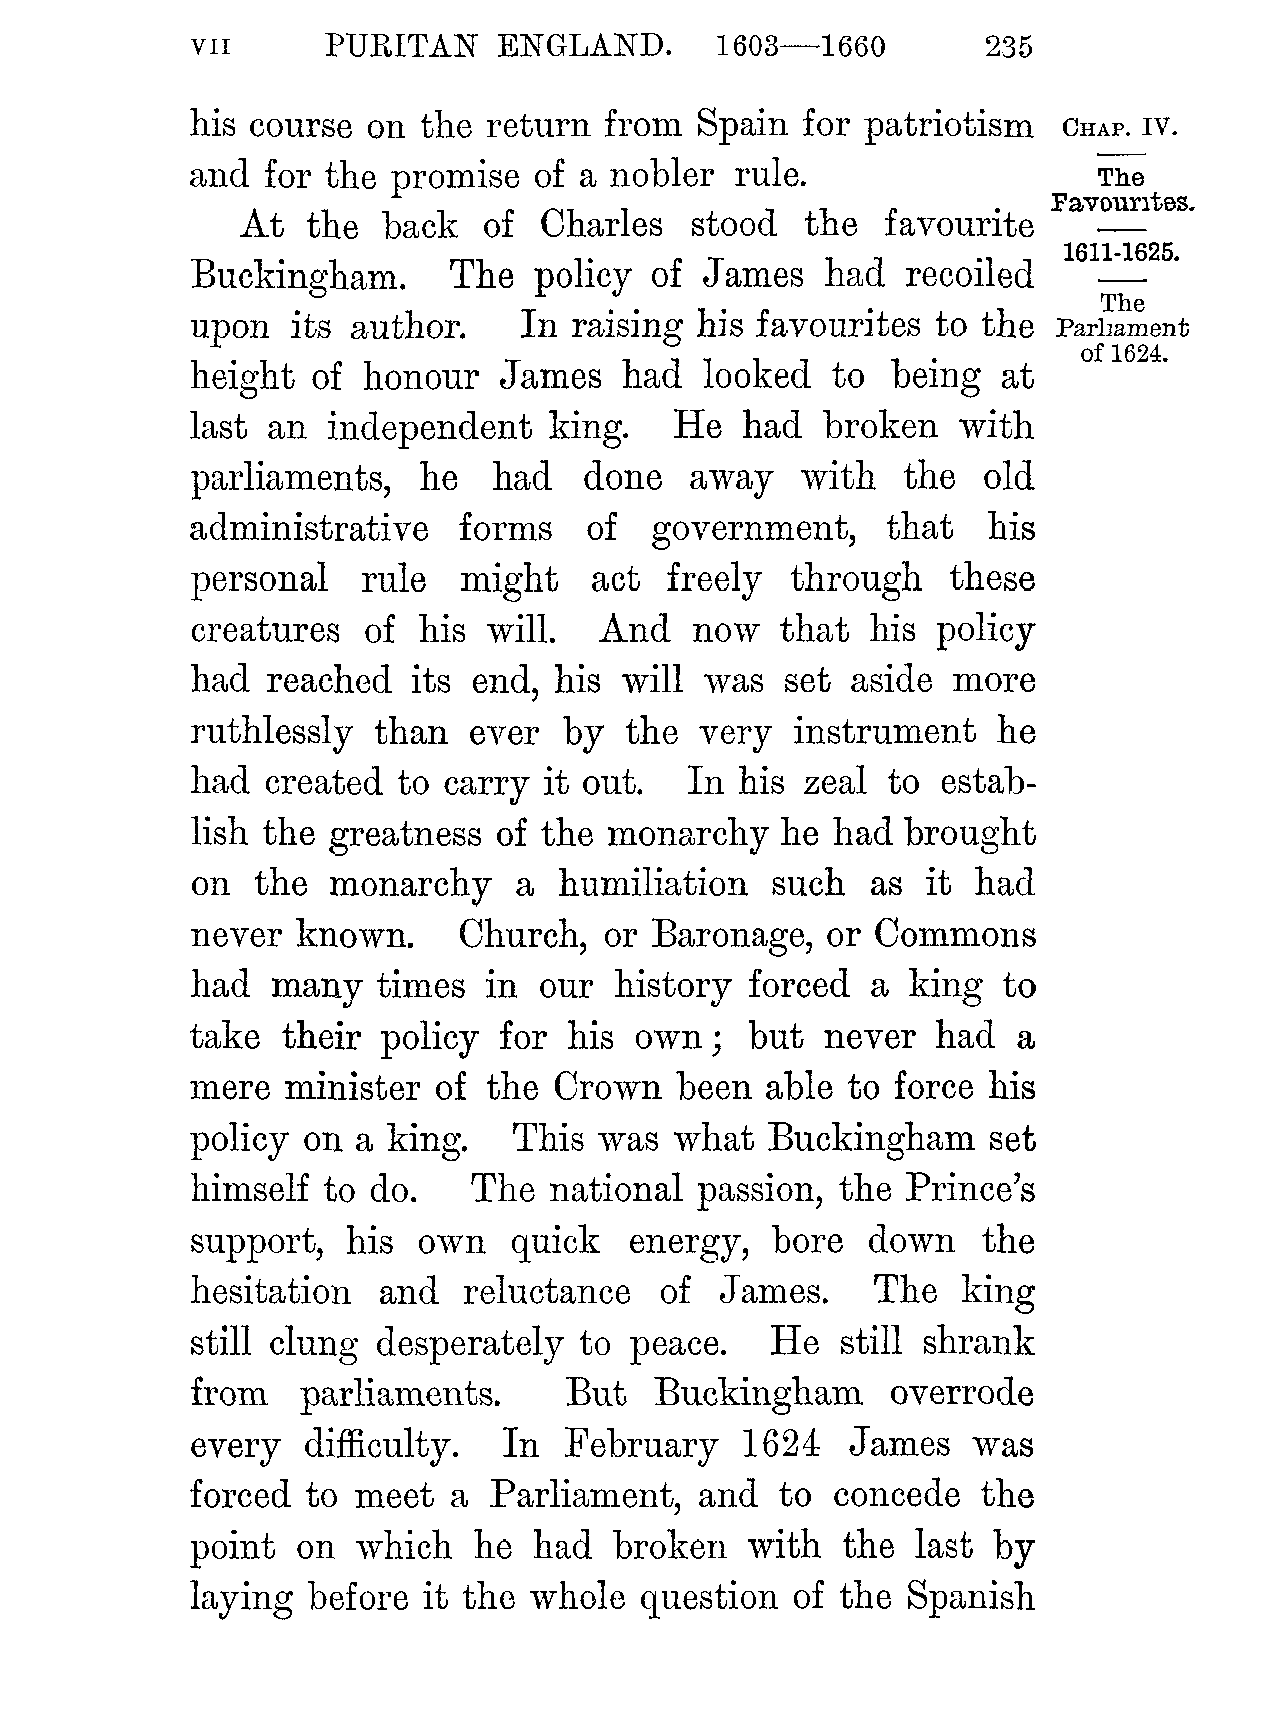 VII PURITAN ENGLAND. 1603—1660 235
his course on the return from Spain for patriotism
and for the promise of a nobler rule.
At the back of Charles stood the favourite
Buckingham. The policy of James had recoiled
upon its author. In raising his favourites to the
height of honour James had looked to being at
last an independent king. He had broken with
parliaments, he had done away with the old
administrative forms of government, that his
personal rule might act freely through these
creatures of his will. And now that his policy
had reached its end, his will was set aside more
ruthlessly than ever by the very instrument he
had created to carry it out. In his zeal to estab-
lish the greatness of the monarchy he had brought
on the monarchy a humiliation such as it had
never known. Church, or Baronage, or Commons
had many times in our history forced a king to
take their policy for his own; but never had a
mere minister of the Crown been able to force his
policy on a king. This was what Buckingham set
himself to do. The national passion, the Prince's
support, his own quick energy, bore down the
hesitation and reluctance of James. The king
still clung desperately to peace. He still shrank
from parliaments. But Buckingham overrode
every difficulty. In February 1624 James was
forced to meet a Parliament, and to concede the
point on which he had broken with the last by
laying before it the whole question of the Spanish
CHAP. IV.
The
Favourites.
1611-1625.
The
Parliament
of 1624.